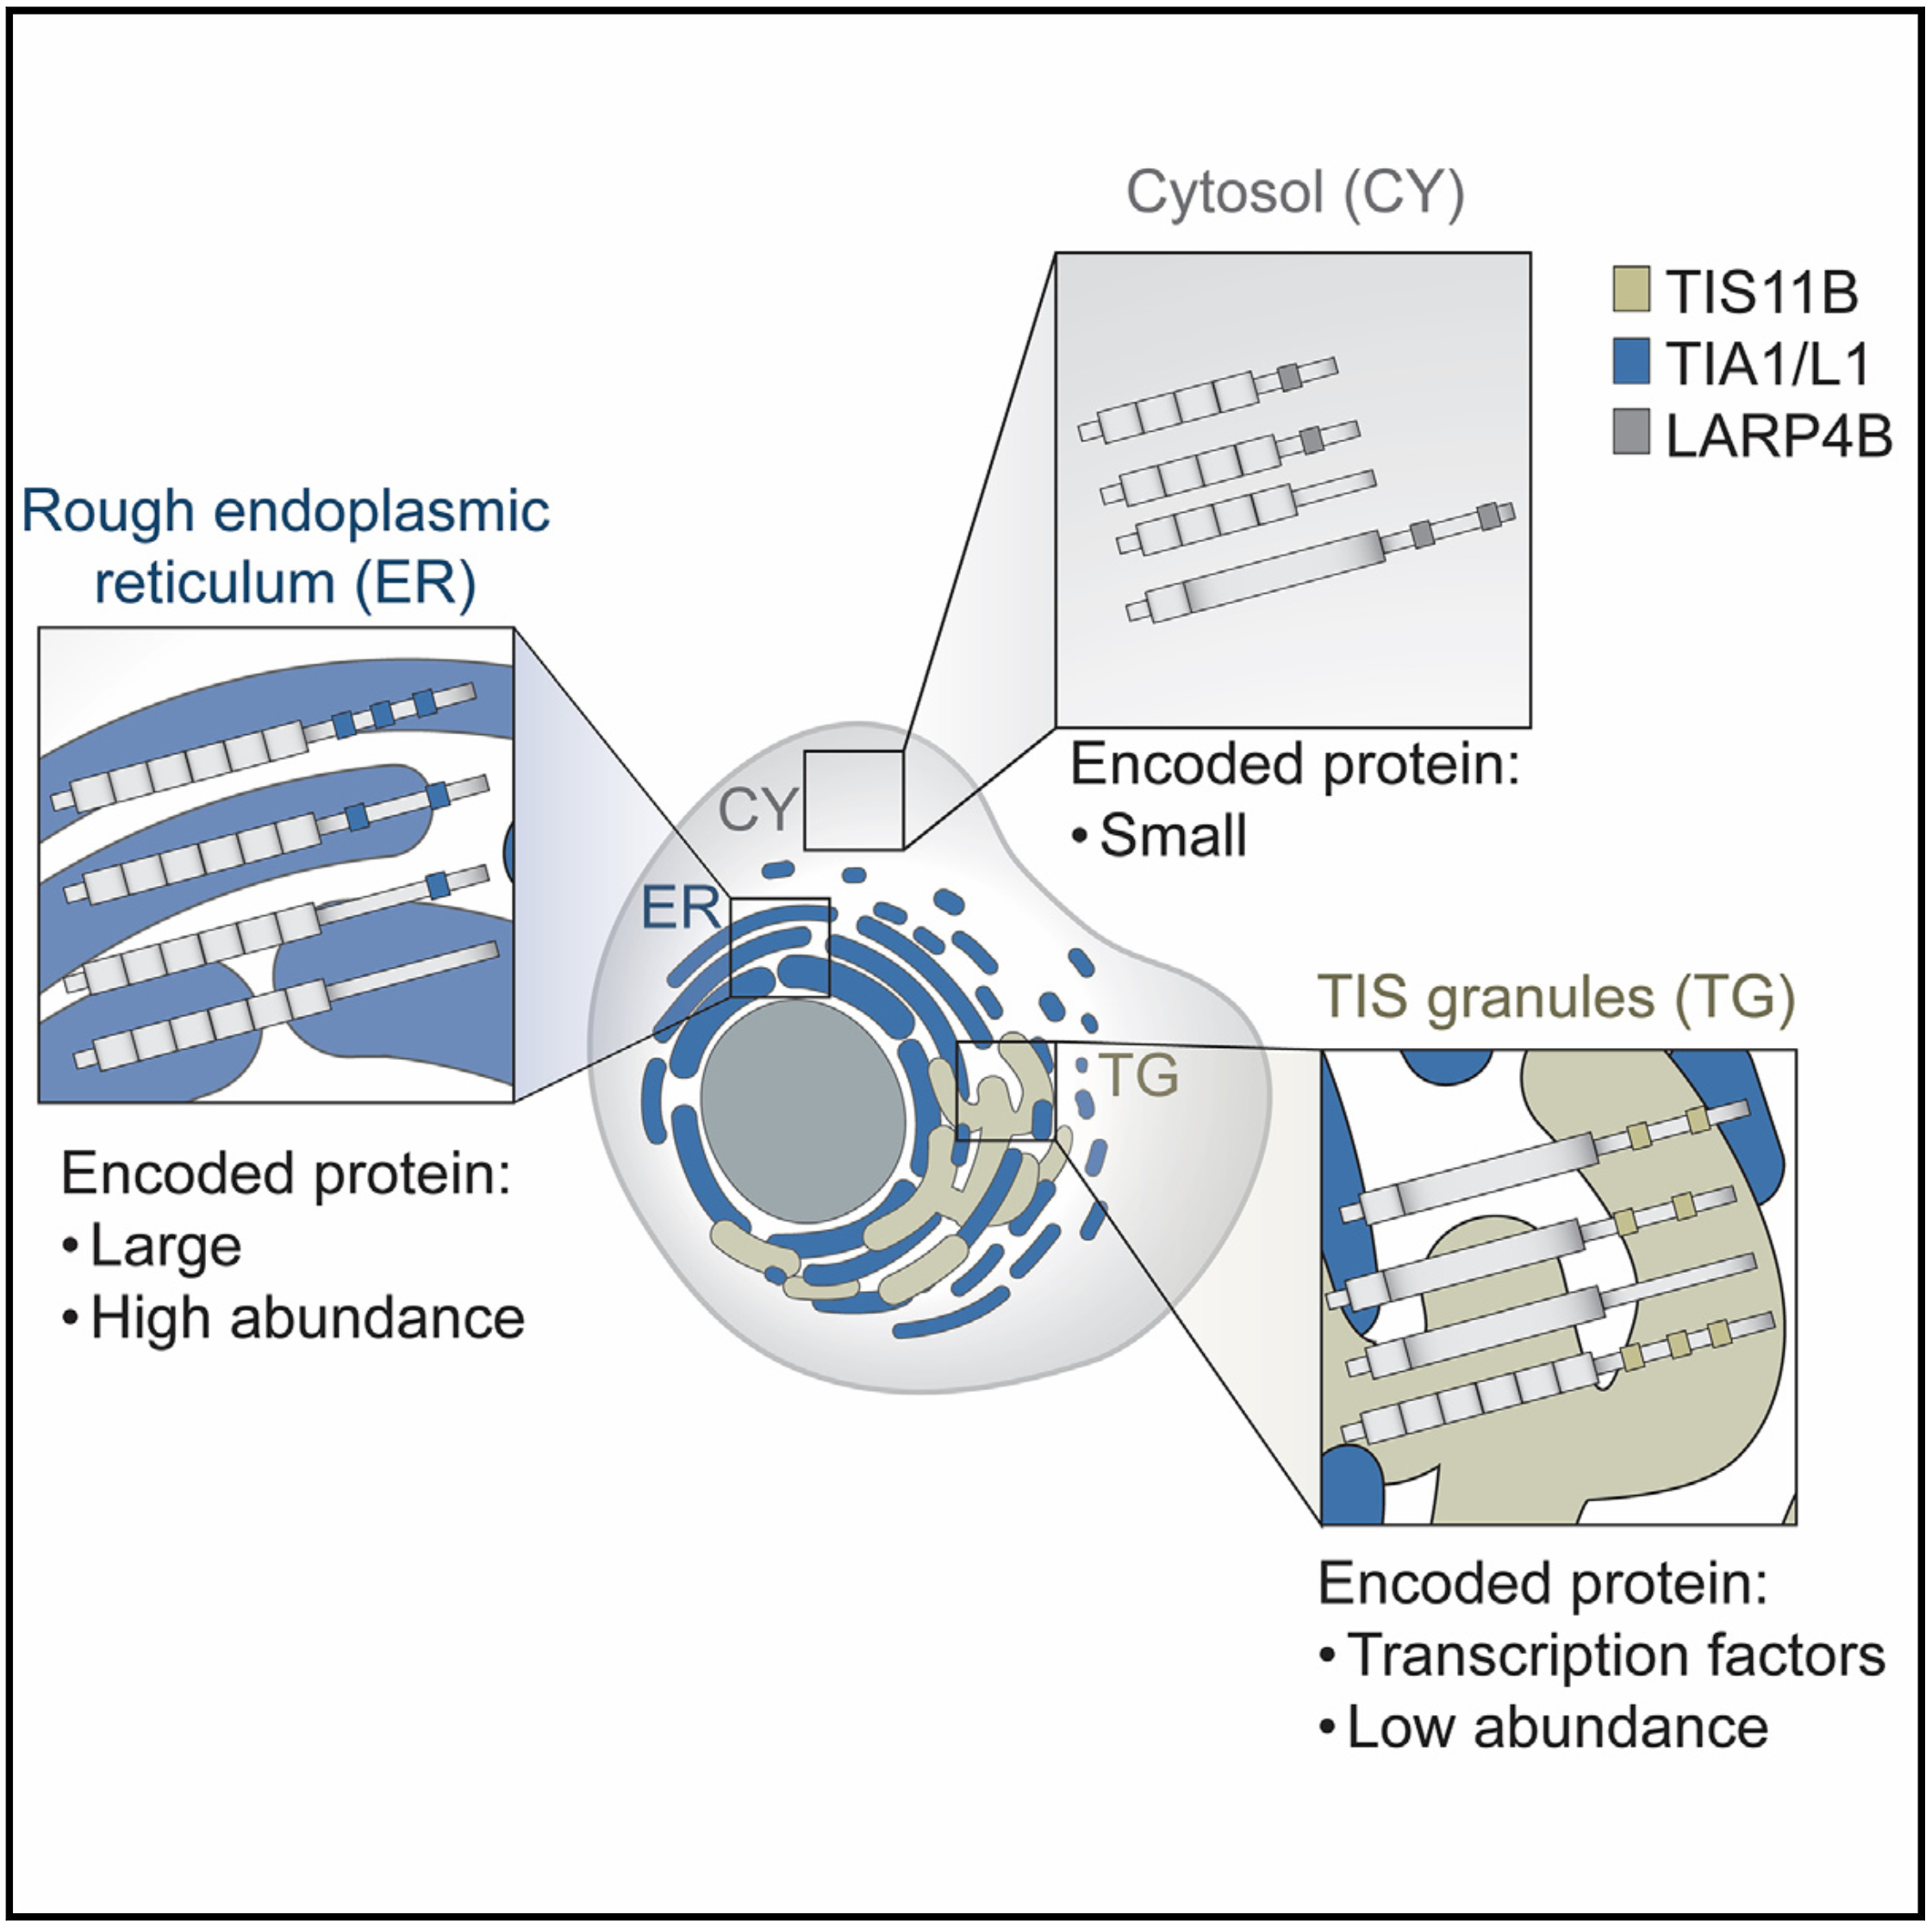 Cytosol (CY)
TIS11B
TIA1/L1
LARP4B
Rough endoplasmic
reticulum (ER)
Encoded protein:
• Small
CY
ER
TIS granules (TG)
TG
Encoded protein:
• Large
• High abundance
Encoded protein:
• Transcription factors
• Low abundance